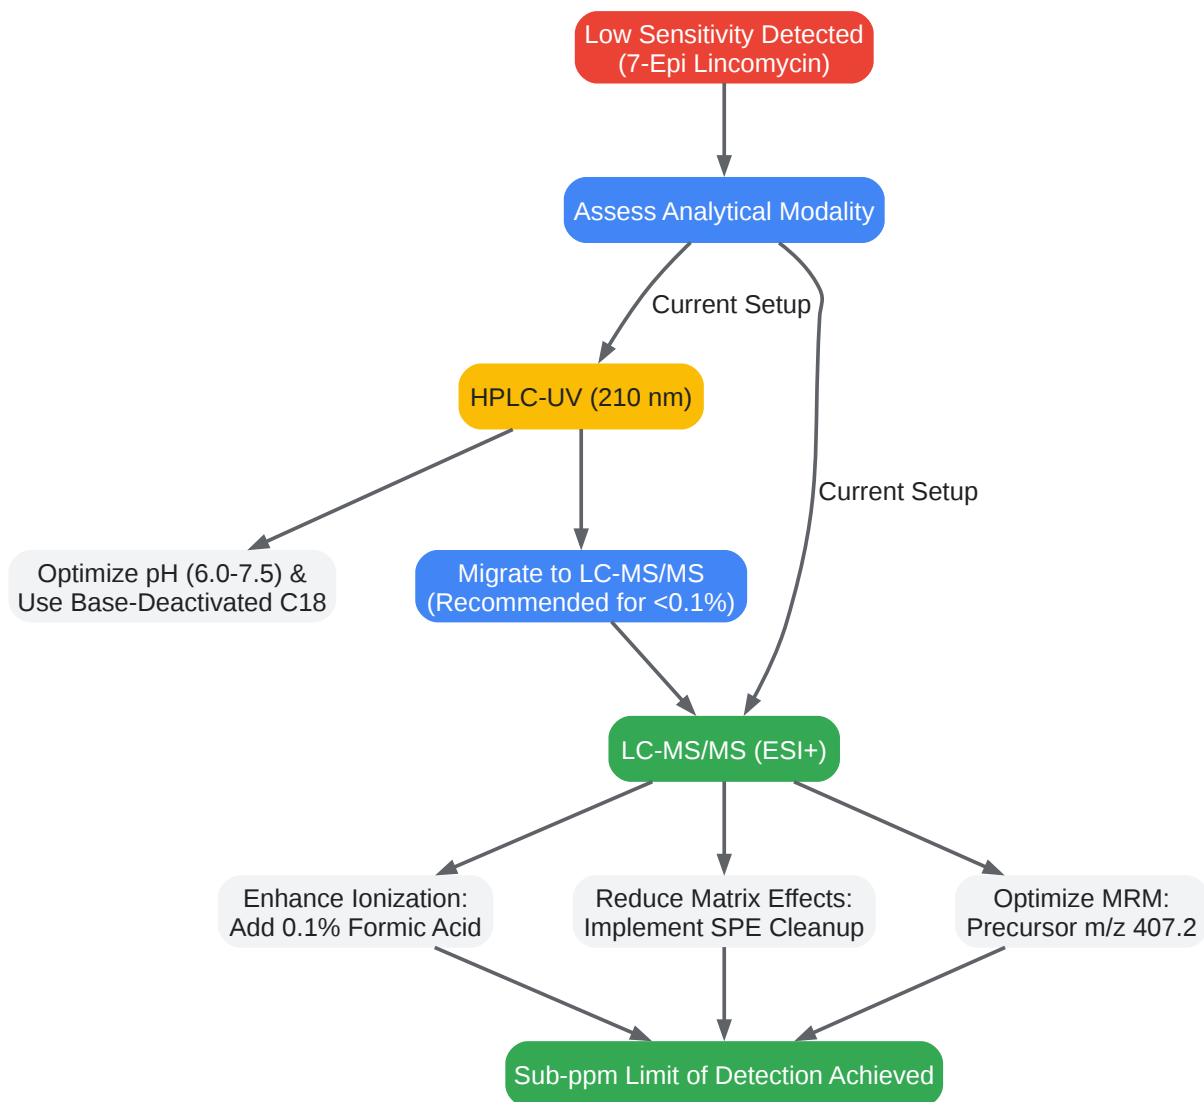 Low Sensitivity Detected
(7-Epi Lincomycin)
Assess Analytical Modality
Current Setup
HPLC-UV (210 nm)
Current Setup
Optimize pH (6.0-7.5) &
Use Base-Deactivated C18
Migrate to LC-MS/MS
(Recommended for <0.1%)
LC-MS/MS (ESI+)
Enhance Ionization:
Add 0.1% Formic Acid
Reduce Matrix Effects:
Implement SPE Cleanup
Optimize MRM:
Precursor m/z 407.2
Sub-ppm Limit of Detection Achieved